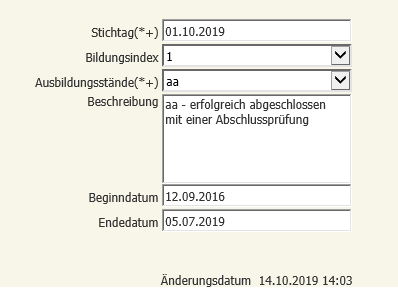 Stichtag(*+) 01.10.2019
Bildungsindex 1
Ausbildungsstände(*+) aa
Beschreibung aa - erfolgreich abgeschlossen
mit einer Abschlussprüfung
Beginndatum 12.09.2016
Endedatum 05.07.2019
Änderungsdatum 14.10.2019 14:03